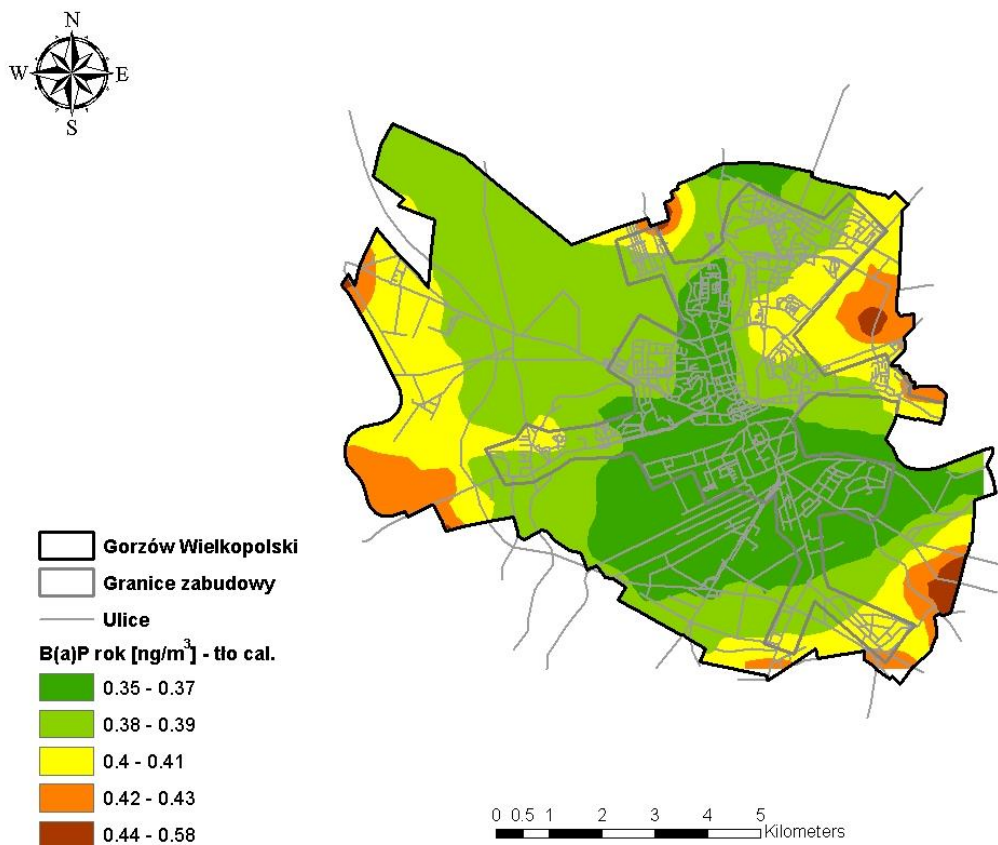 N
W E
S
Gorzów Wielkopolski
Granice zabudowy
Ulice
B(a)P rok [ng/m³] - tło cal.
0.35 - 0.37
0.38 - 0.39
0.4 - 0.41
0.42 - 0.43
0.44 - 0.58
0 0.5 1 2 3 4 5
Kilometers